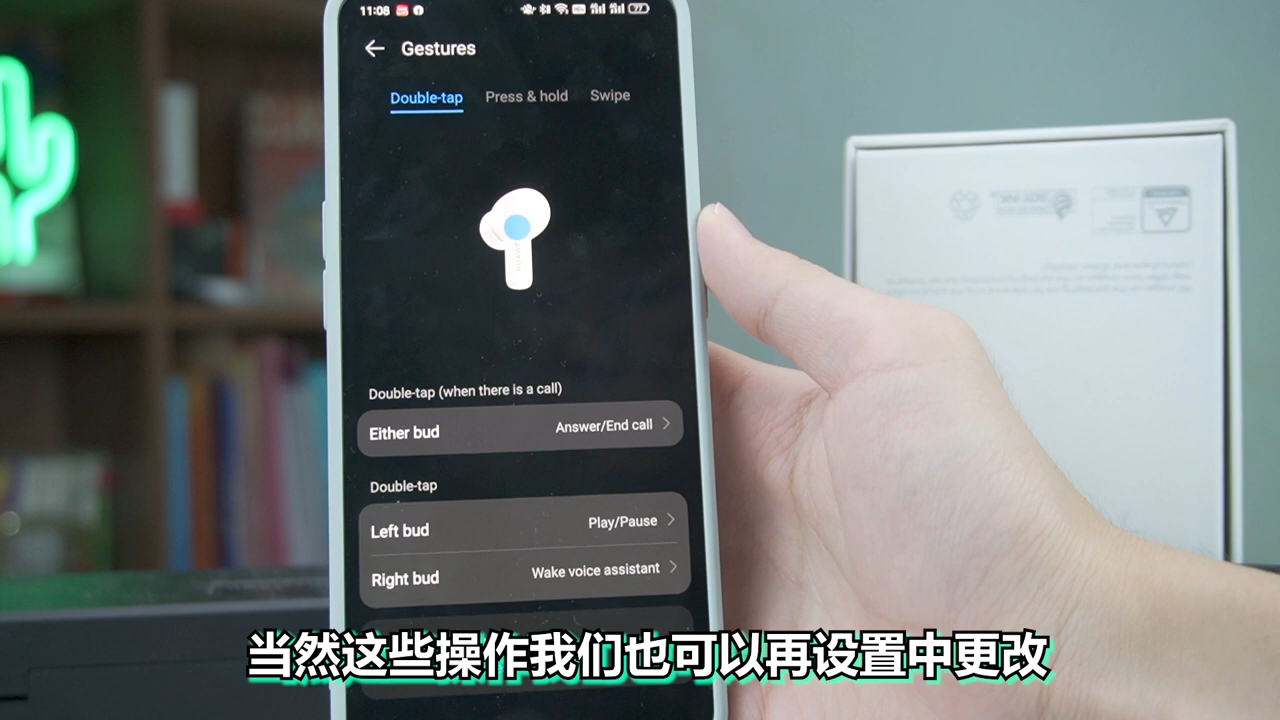 11:08
77
Gestures
Double-tap Press & hold Swipe
HUAWEI
Double-tap (when there is a call)
Either bud Answer/End call
Double-tap
Left bud Play/Pause
Right bud Wake voice assistant
当然这些操作我们也可以再设置中更改